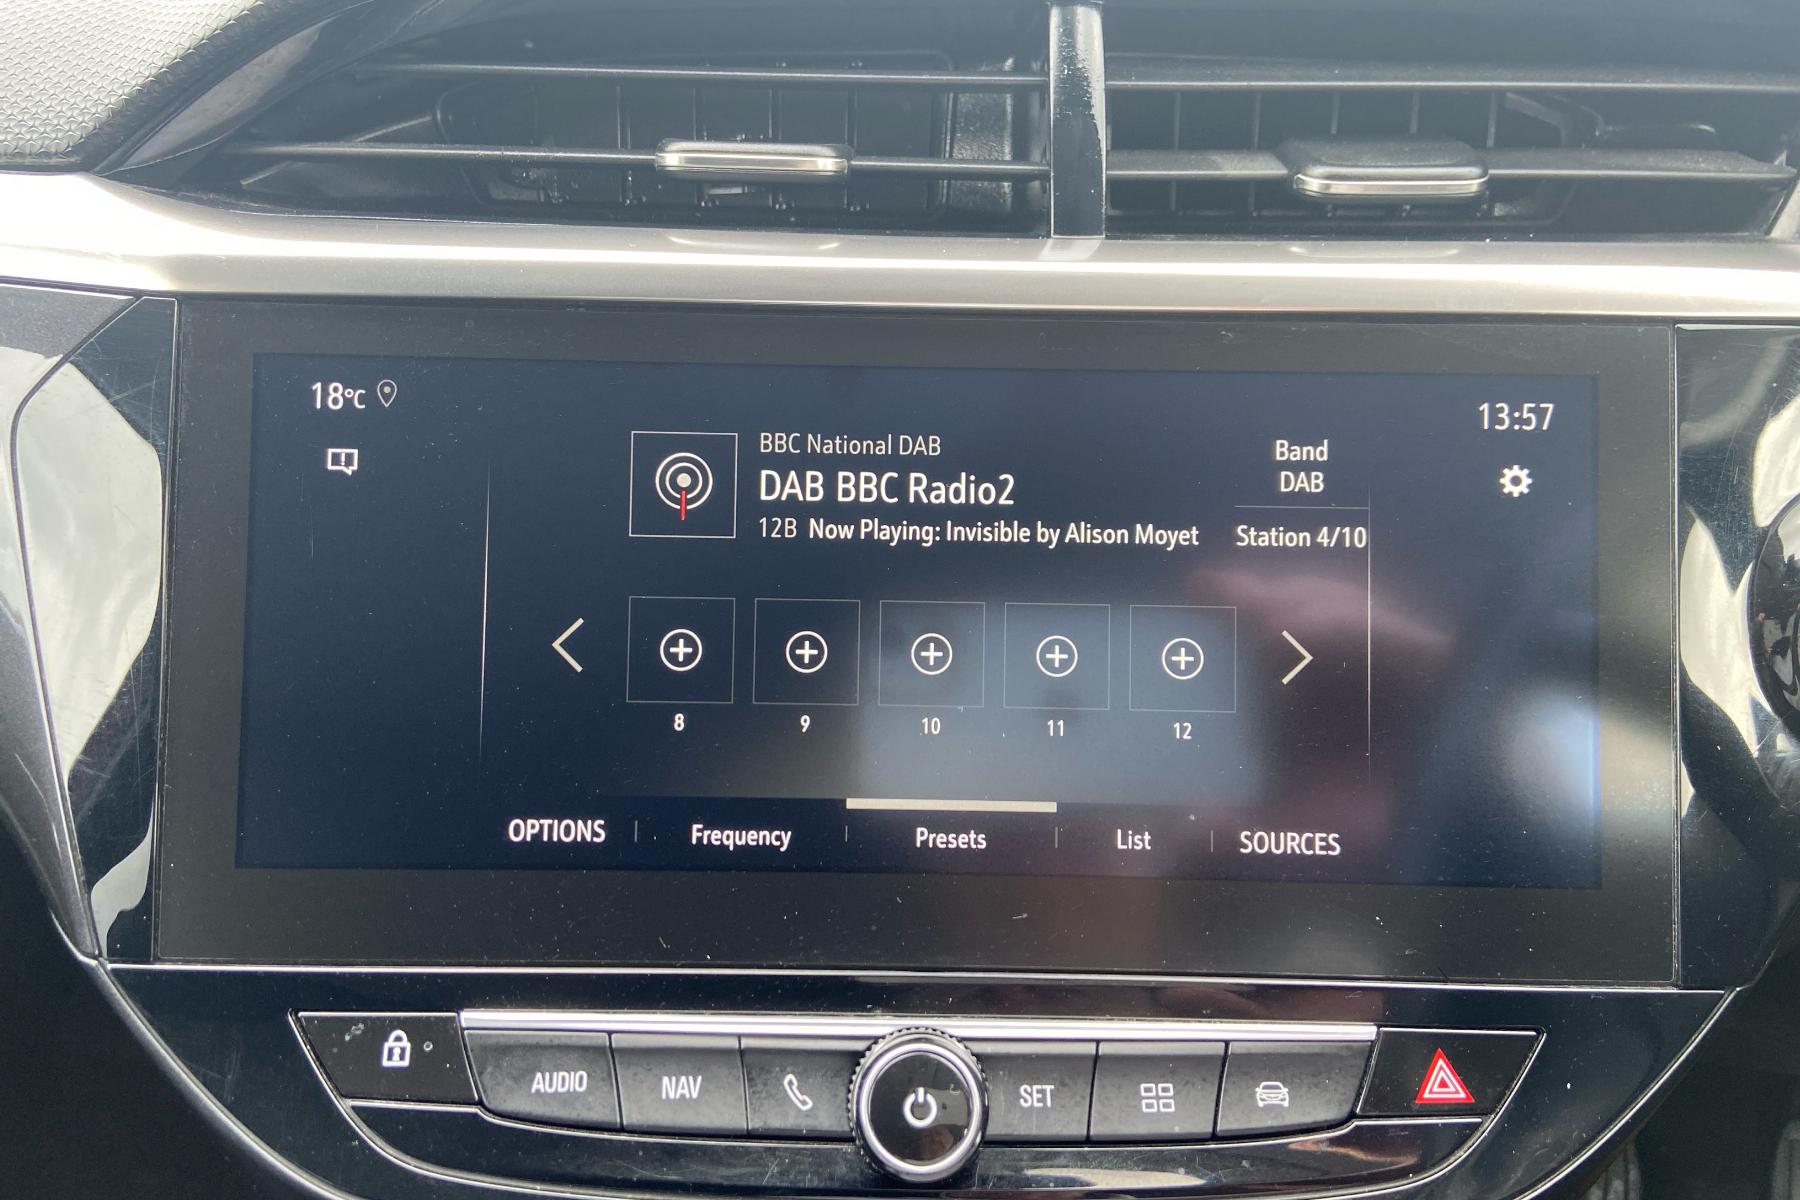 18°C
13:57
BBC National DAB
DAB BBC Radio2
12B Now Playing: Invisible by Alison Moyet
Band
DAB
Station 4/10
8 9 10 11 12
OPTIONS Frequency Presets List SOURCES
AUDIO NAV SET